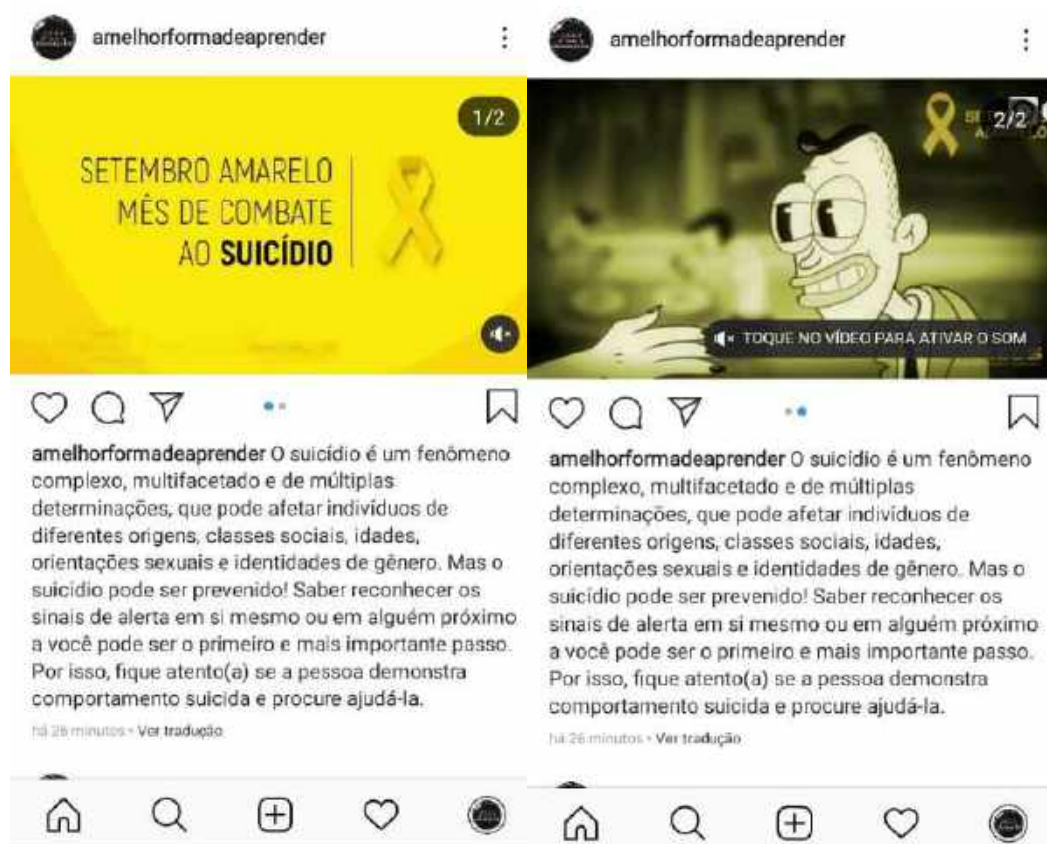 amelhorformadeaprender
1/2
SETEMBRO AMARELO
MÊS DE COMBATE
AO SUICÍDIO
amelhorformadeaprender O suicídio é um fenômeno
complexo, multifacetado e de múltiplas
determinações, que pode afetar indivíduos de
diferentes origens, classes sociais, idades,
orientações sexuais e identidades de gênero. Mas o
suicídio pode ser prevenido! Saber reconhecer os
sinais de alerta em si mesmo ou em alguém próximo
a você pode ser o primeiro e mais importante passo.
Por isso, fique atento(a) se a pessoa demonstra
comportamento suicida e procure ajudá-la.
há 26 minutos • Ver tradução
amelhorformadeaprender
2/2
TOQUE NO VÍDEO PARA ATIVAR O SOM
amelhorformadeaprender O suicídio é um fenômeno
complexo, multifacetado e de múltiplas
determinações, que pode afetar indivíduos de
diferentes origens, classes sociais, idades,
orientações sexuais e identidades de gênero. Mas o
suicídio pode ser prevenido! Saber reconhecer os
sinais de alerta em si mesmo ou em alguém próximo
a você pode ser o primeiro e mais importante passo.
Por isso, fique atento(a) se a pessoa demonstra
comportamento suicida e procure ajudá-la.
há 26 minutos • Ver tradução